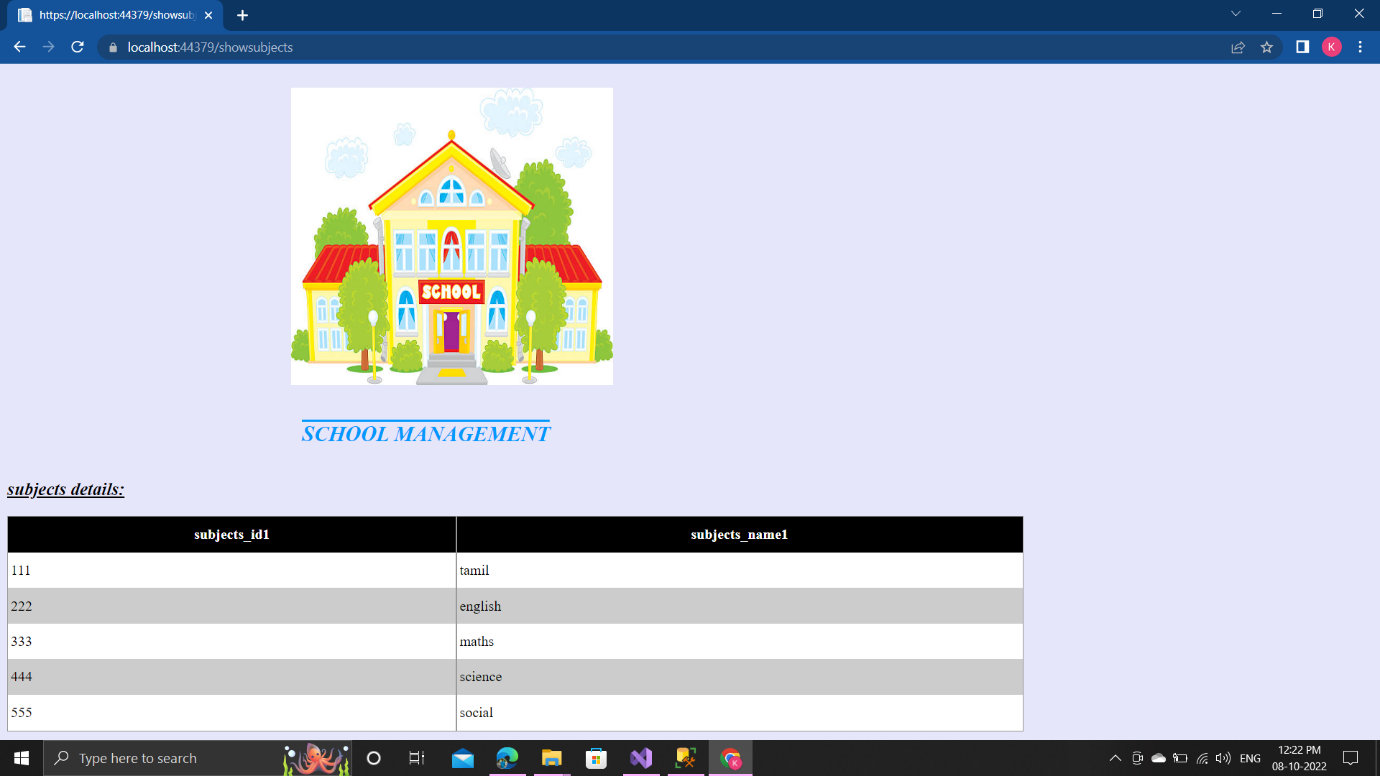 https://localhost:44379/showsub
localhost:44379/showsubjects
K
SCHOOL
SCHOOL MANAGEMENT
subjects details:
subjects_id1 subjects_name1
111 tamil
222 english
333 maths
444 science
555 social
Type here to search
ENG
12:22 PM
08-10-2022